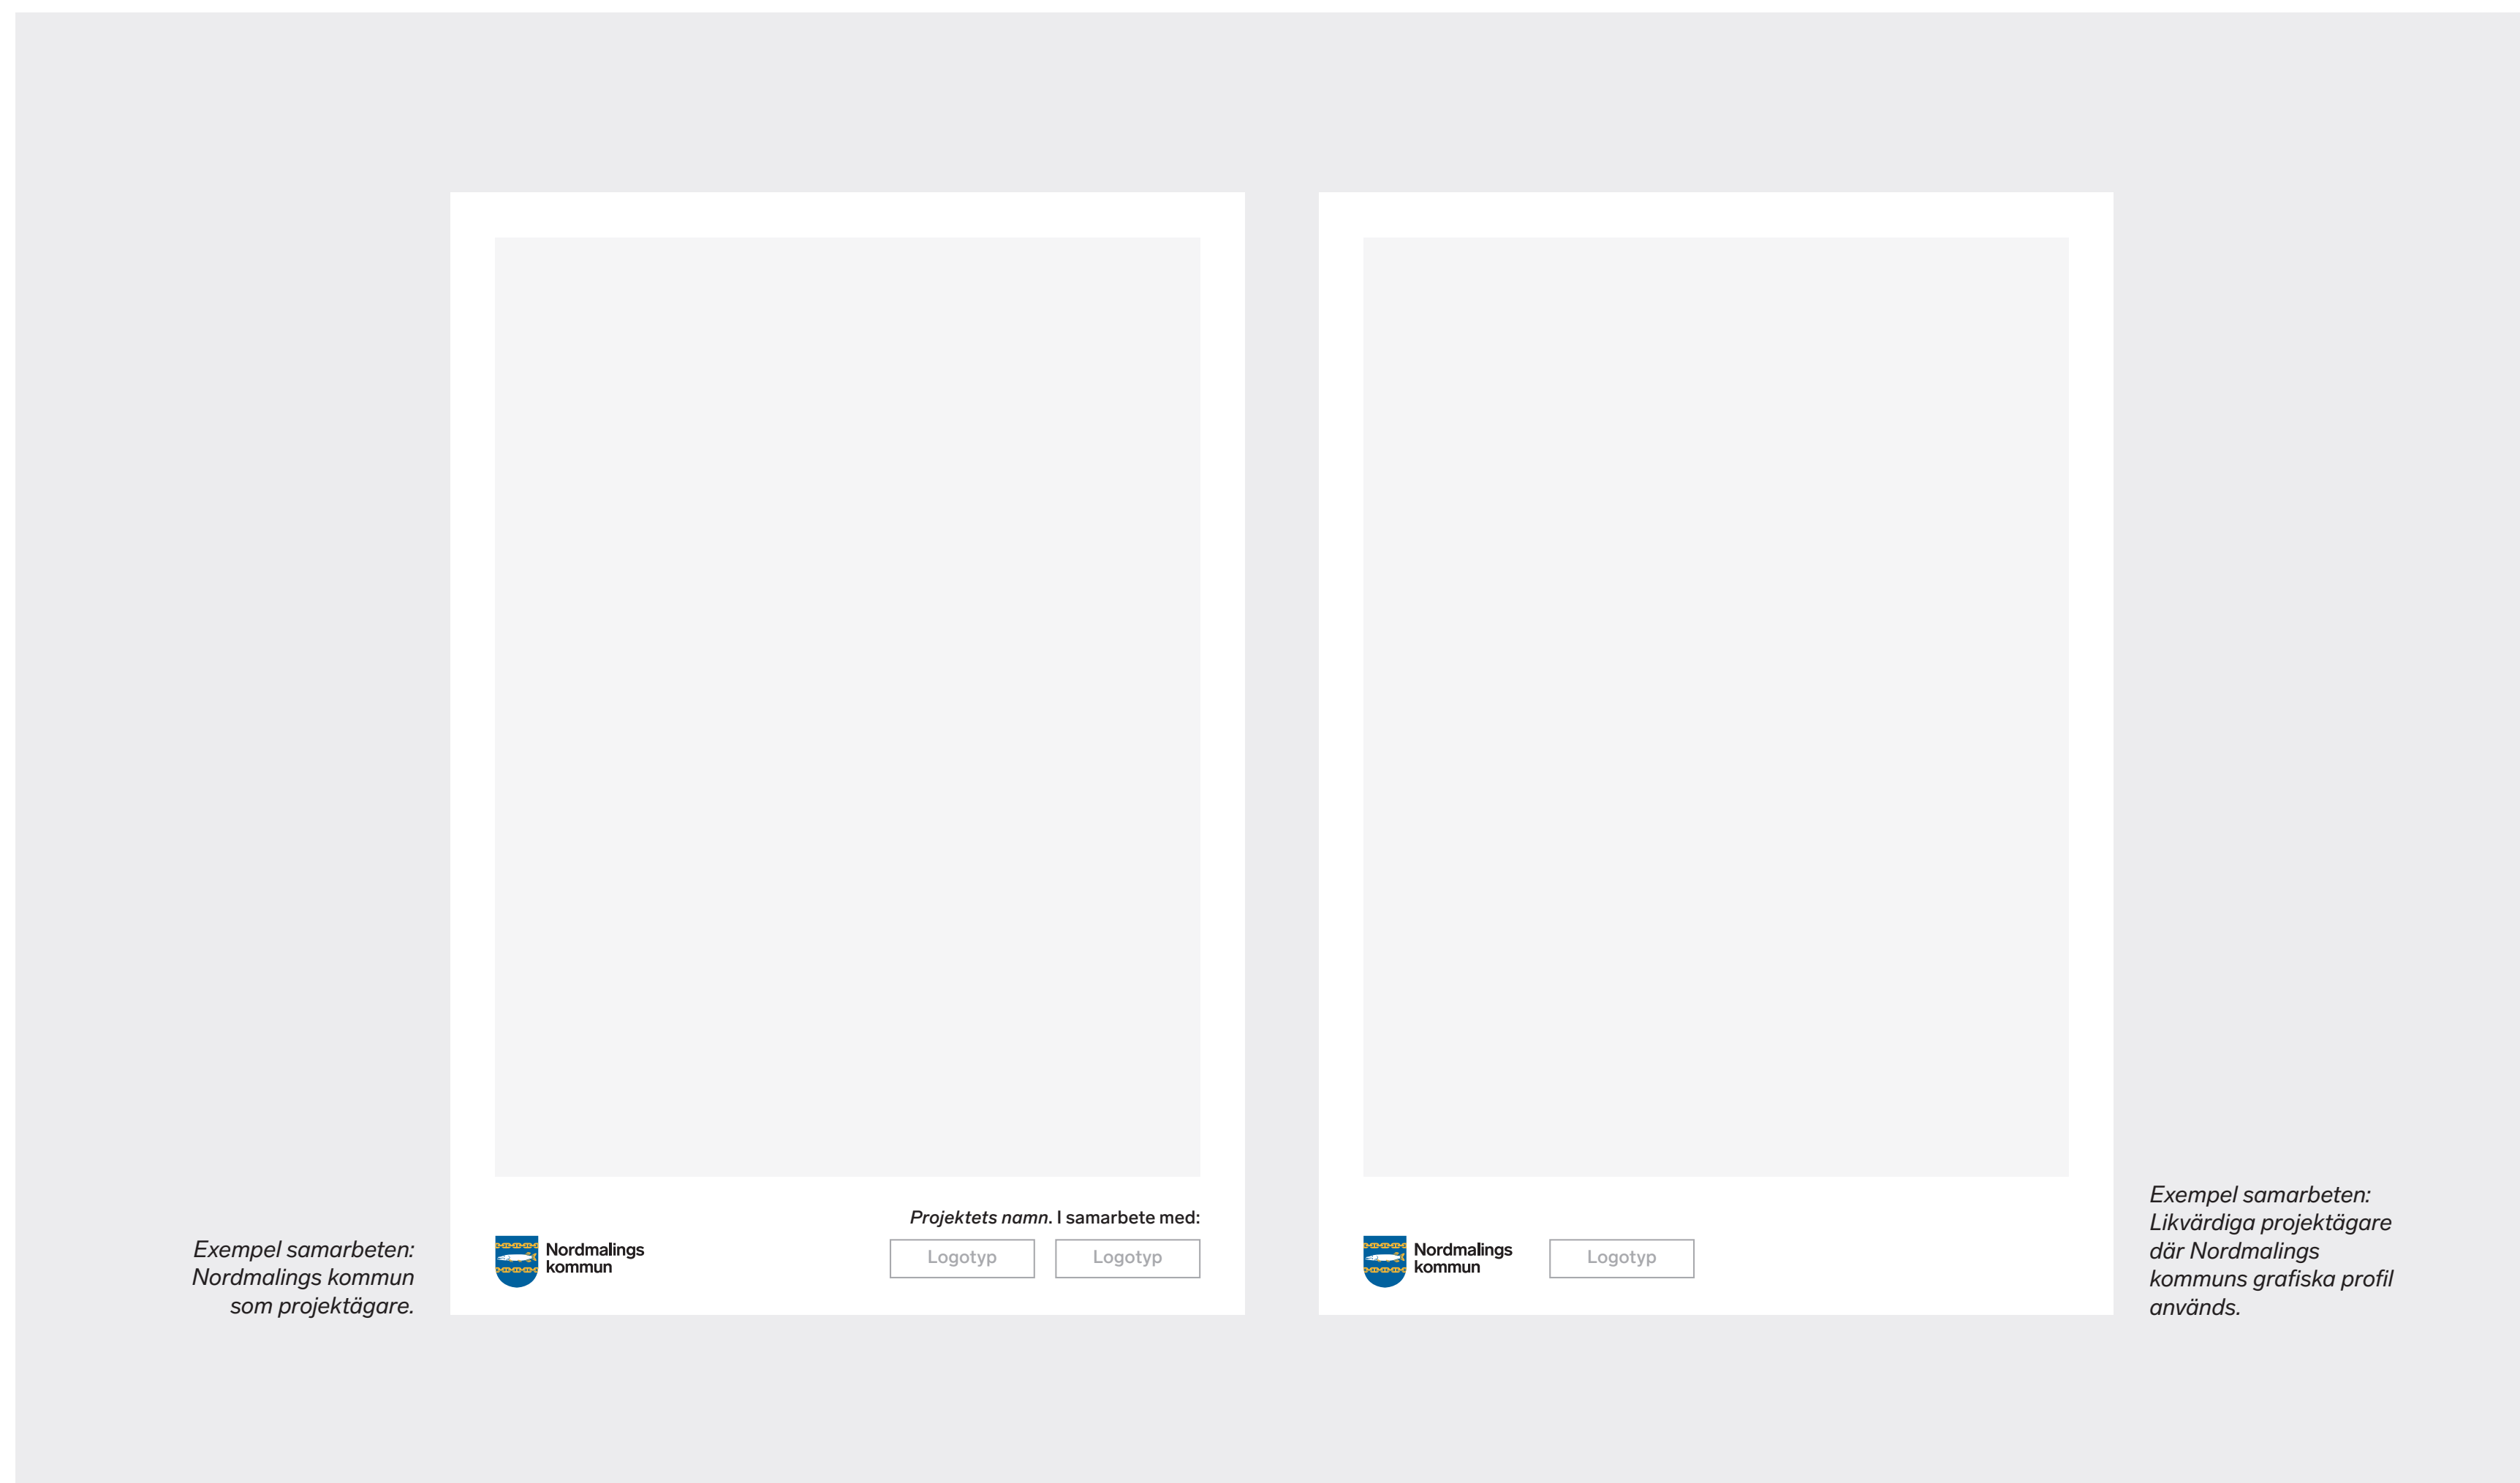 Exempel samarbeten:
Nordmalings kommun
som projektägare.
Projektets namn. I samarbete med:
Nordmalings
kommun
Logotyp
Logotyp
Nordmalings
kommun
Logotyp
Exempel samarbeten:
Likvärdiga projektägare
där Nordmalings
kommuns grafiska profil
används.